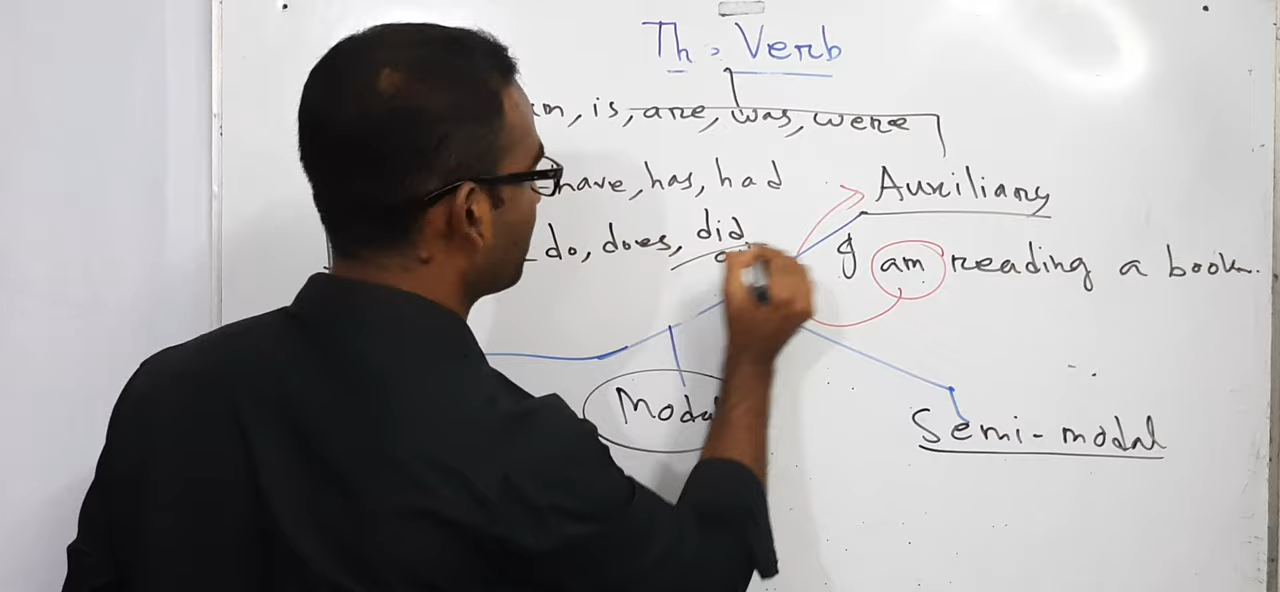 The Verb
am, is, are, was, were
have, has, had
Auxiliary
do, does, did
I am reading a book.
Modal
Semi-modal